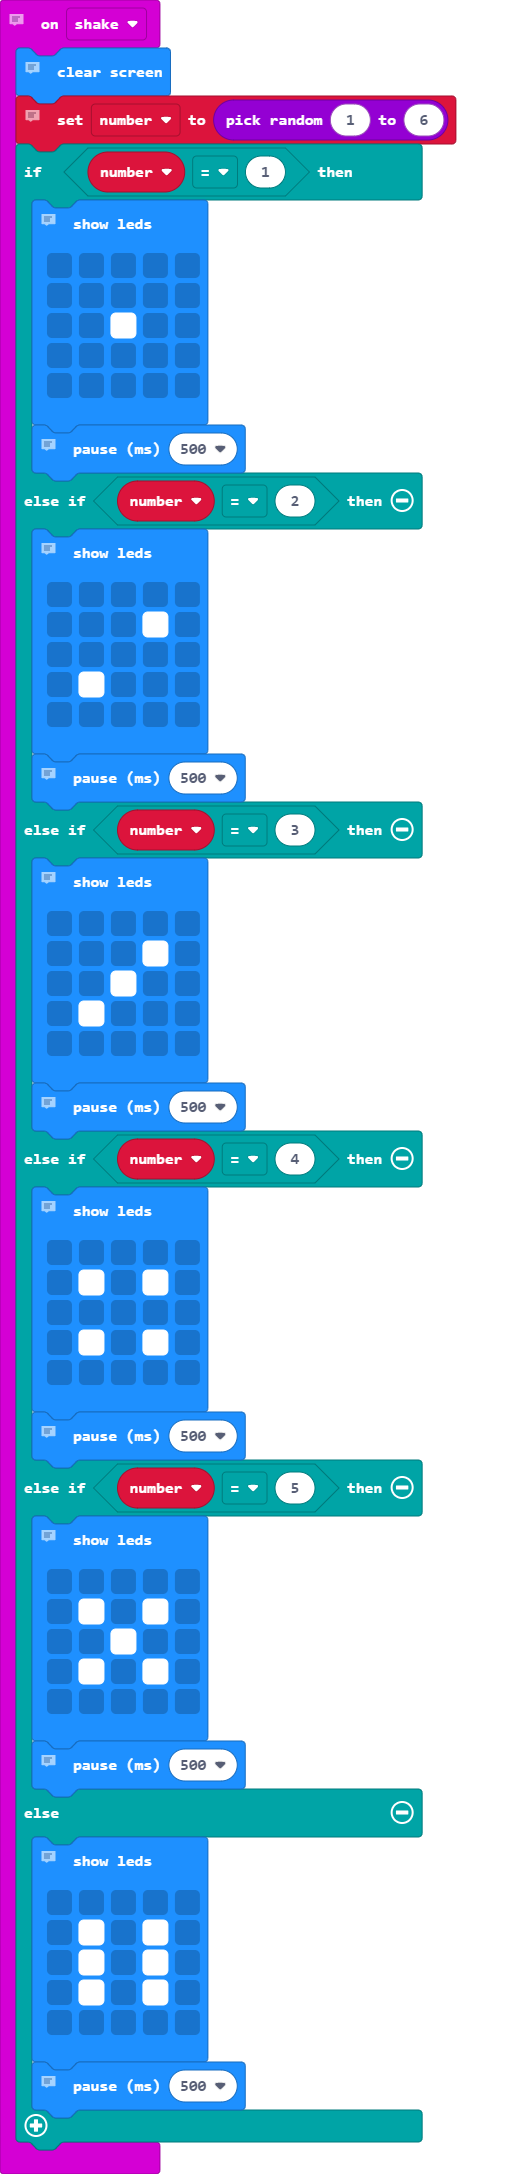 on shake
clear screen
set number to pick random 1 to 6
if number = 1 then
show leds
pause (ms) 500
else if number = 2 then
show leds
pause (ms) 500
else if number = 3 then
show leds
pause (ms) 500
else if number = 4 then
show leds
pause (ms) 500
else if number = 5 then
show leds
pause (ms) 500
else
show leds
pause (ms) 500